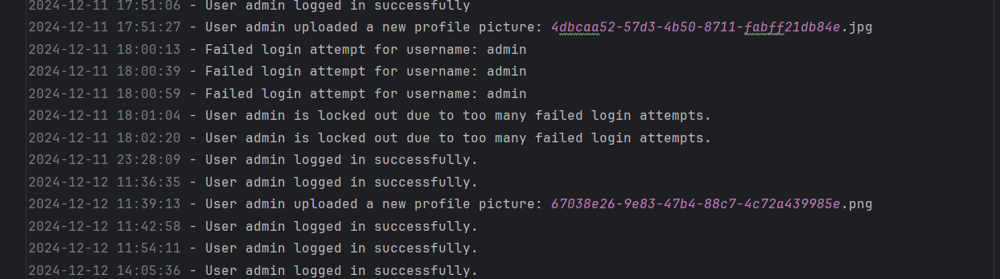 2024-12-11 17:51:06 - User admin logged in successfully
2024-12-11 17:51:27 - User admin uploaded a new profile picture: 4dbcaa52-57d3-4b50-8711-fabff21db84e.jpg
2024-12-11 18:00:13 - Failed login attempt for username: admin
2024-12-11 18:00:39 - Failed login attempt for username: admin
2024-12-11 18:00:59 - Failed login attempt for username: admin
2024-12-11 18:01:04 - User admin is locked out due to too many failed login attempts.
2024-12-11 18:02:20 - User admin is locked out due to too many failed login attempts.
2024-12-11 23:28:09 - User admin logged in successfully.
2024-12-12 11:36:35 - User admin logged in successfully.
2024-12-12 11:39:13 - User admin uploaded a new profile picture: 67038e26-9e83-47b4-88c7-4c72a439985e.png
2024-12-12 11:42:58 - User admin logged in successfully.
2024-12-12 11:54:11 - User admin logged in successfully.
2024-12-12 14:05:36 - User admin logged in successfully.